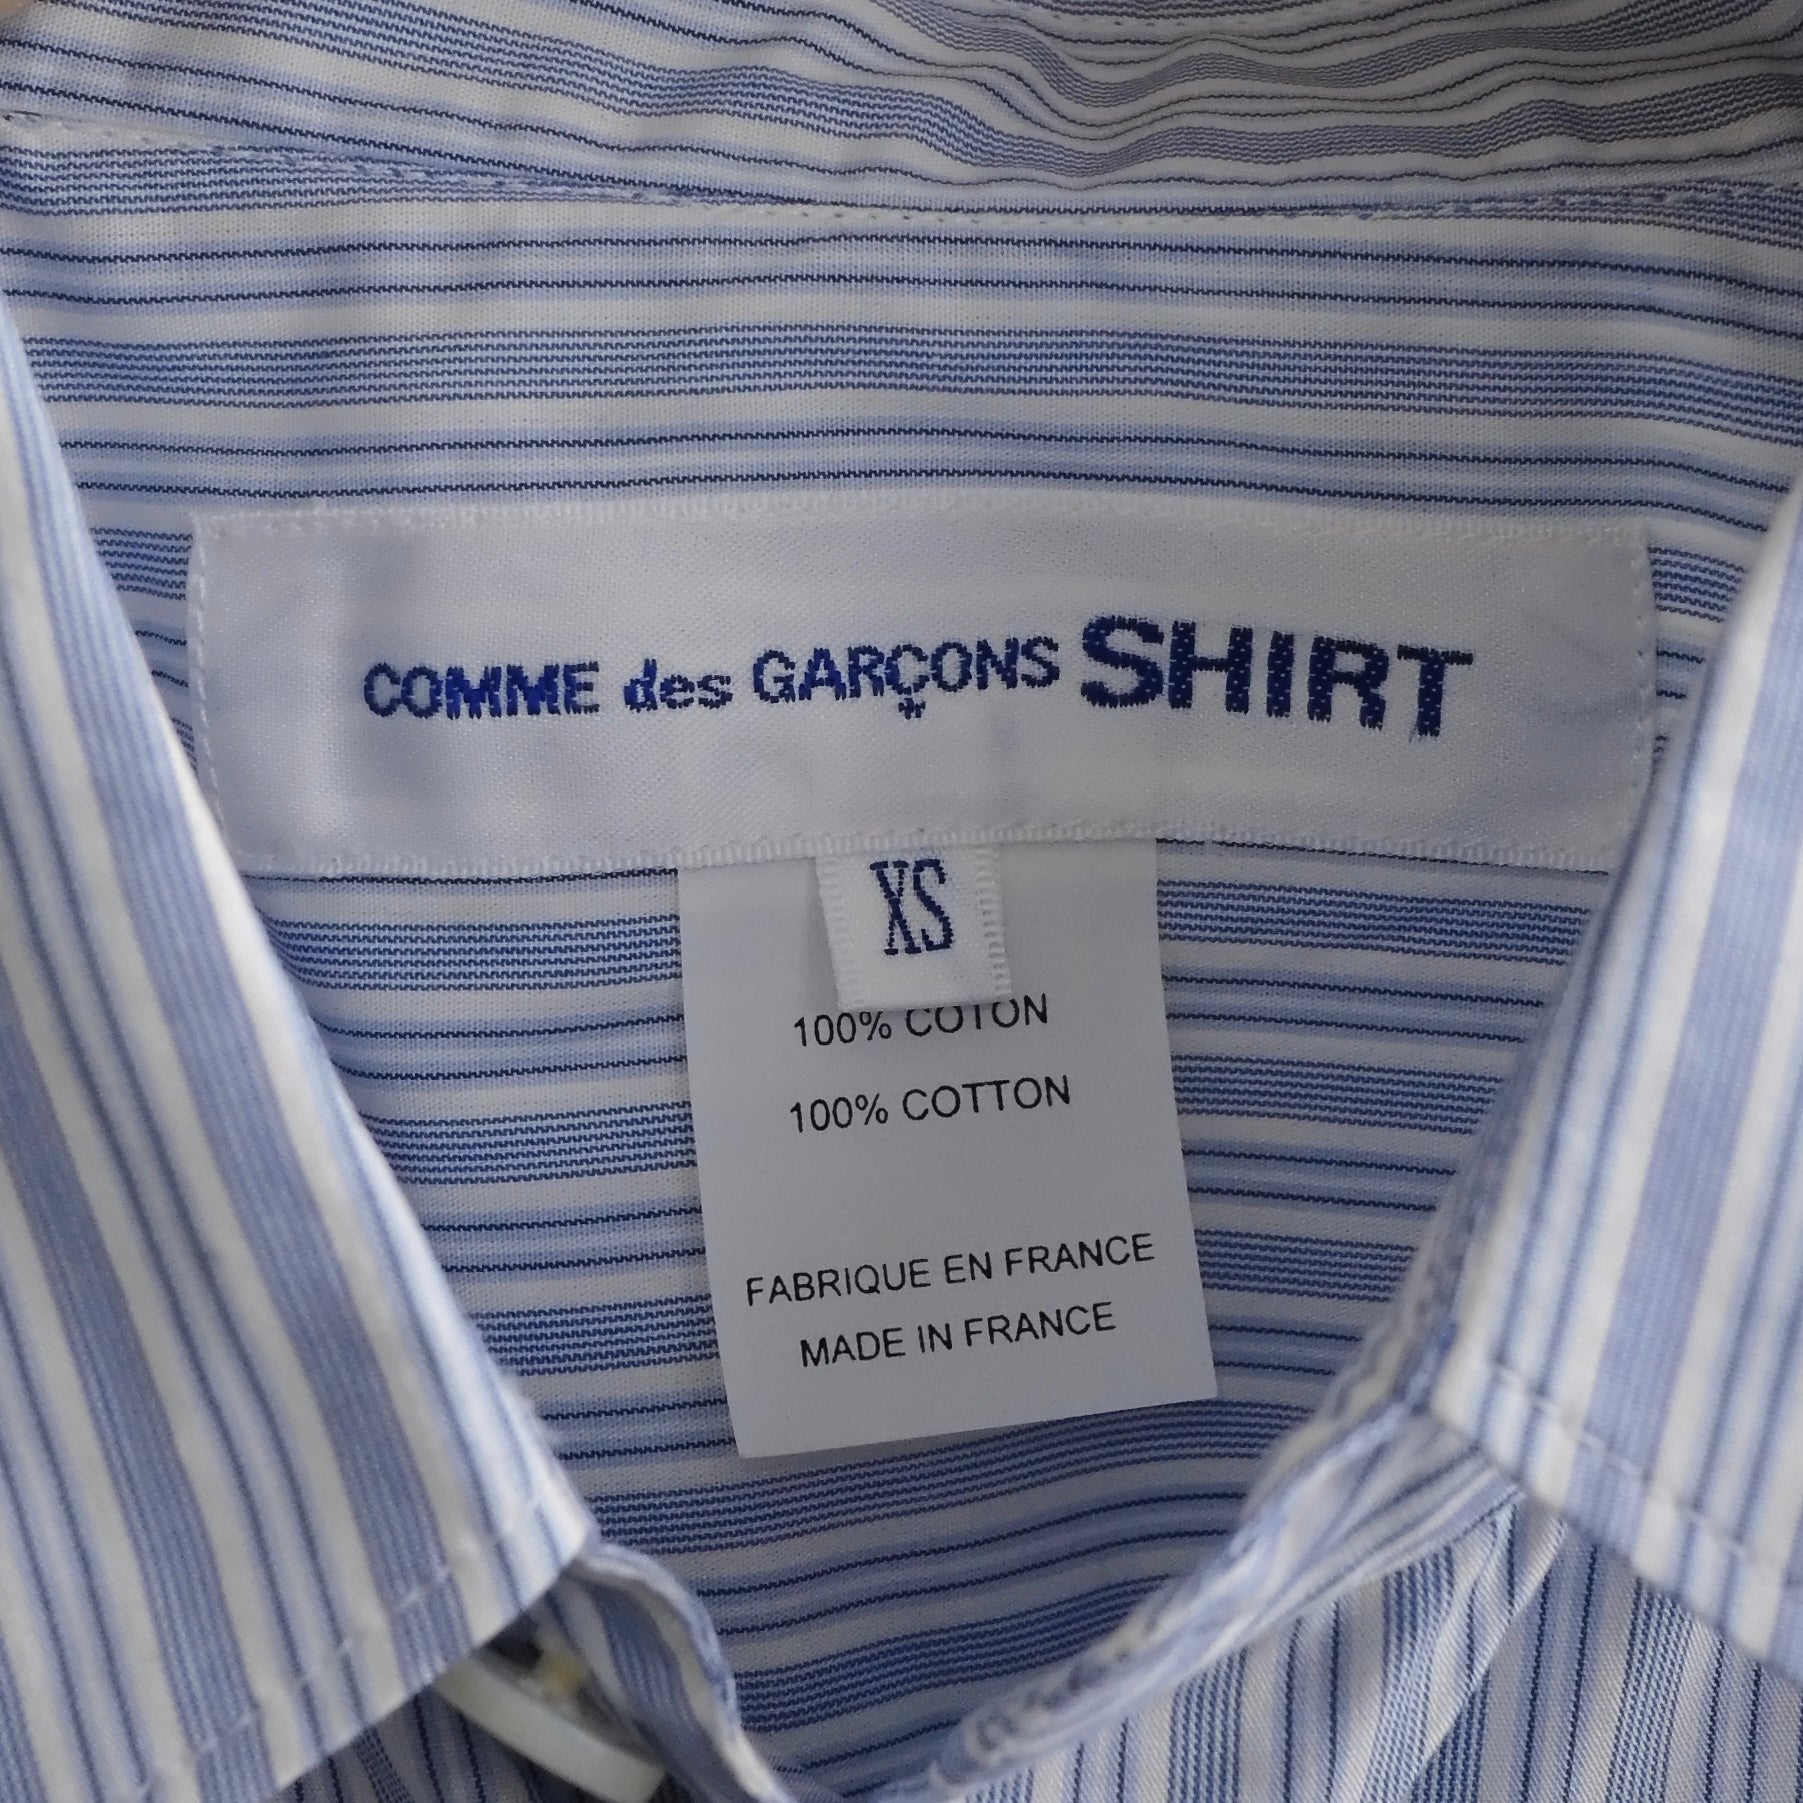 COMME des GARÇONS SHIRT
XS
100% COTON
100% COTTON
FABRIQUE EN FRANCE
MADE IN FRANCE